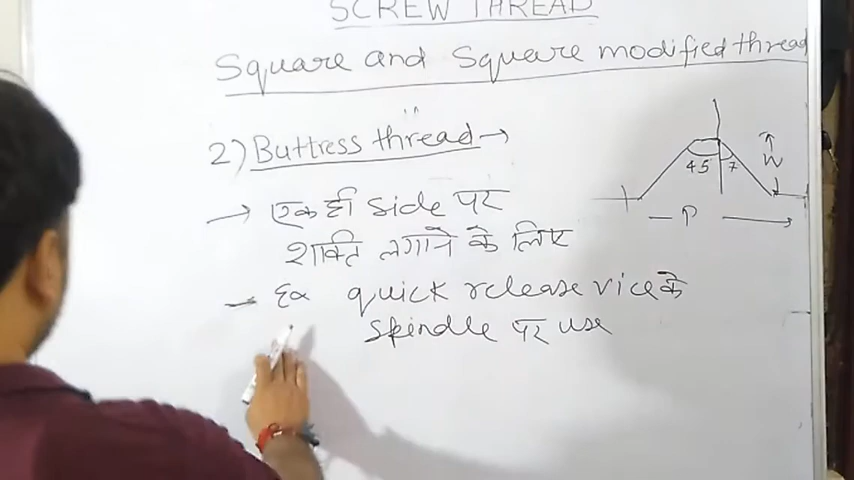 SCREW THREAD
Square and Square modified thread
2) Buttress thread →
→ एक ही side पर
शक्ति लगाने के लिए
– Ex quick release vice के
spindle पर use
45 7
W
P